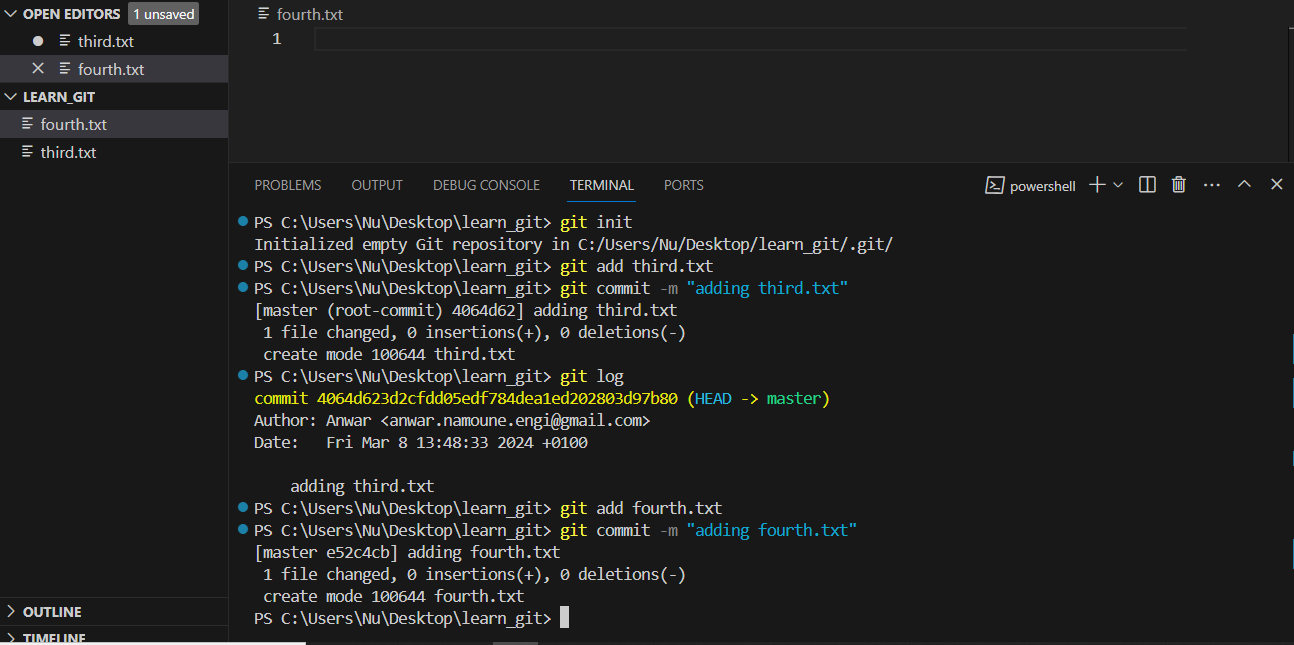 OPEN EDITORS 1 unsaved
third.txt
fourth.txt
LEARN_GIT
fourth.txt
third.txt
OUTLINE
TIMELINE
fourth.txt
1
PROBLEMS OUTPUT DEBUG CONSOLE TERMINAL PORTS powershell
PS C:\Users\Nu\Desktop\learn_git> git init
Initialized empty Git repository in C:/Users/Nu/Desktop/learn_git/.git/
PS C:\Users\Nu\Desktop\learn_git> git add third.txt
PS C:\Users\Nu\Desktop\learn_git> git commit -m "adding third.txt"
[master (root-commit) 4064d62] adding third.txt
 1 file changed, 0 insertions(+), 0 deletions(-)
 create mode 100644 third.txt
PS C:\Users\Nu\Desktop\learn_git> git log
commit 4064d623d2cfdd05edf784dea1ed202803d97b80 (HEAD -> master)
Author: Anwar <anwar.namoune.engi@gmail.com>
Date:   Fri Mar 8 13:48:33 2024 +0100
    adding third.txt
PS C:\Users\Nu\Desktop\learn_git> git add fourth.txt
PS C:\Users\Nu\Desktop\learn_git> git commit -m "adding fourth.txt"
[master e52c4cb] adding fourth.txt
 1 file changed, 0 insertions(+), 0 deletions(-)
 create mode 100644 fourth.txt
PS C:\Users\Nu\Desktop\learn_git>